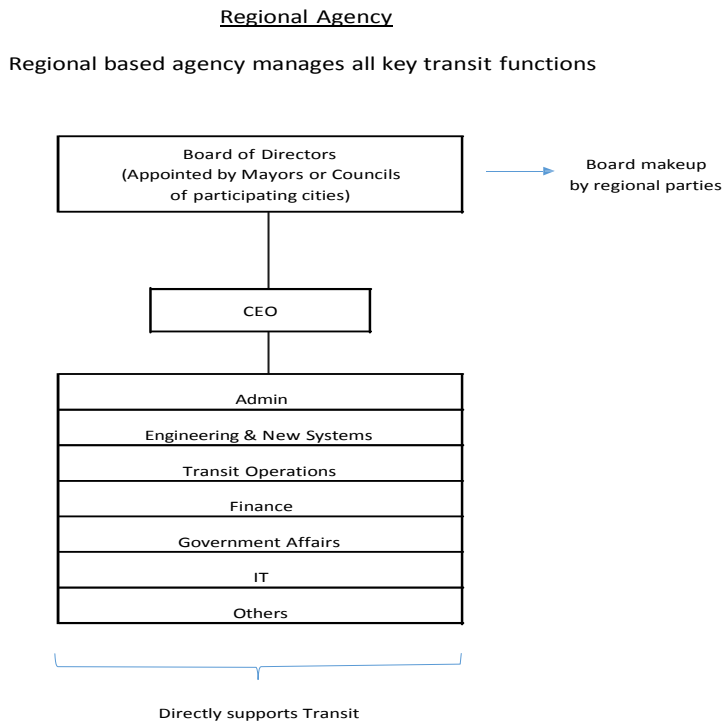 Regional Agency
Regional based agency manages all key transit functions
Board of Directors
(Appointed by Mayors or Councils
of participating cities)
Board makeup
by regional parties
CEO
Admin
Engineering & New Systems
Transit Operations
Finance
Government Affairs
IT
Others
Directly supports Transit